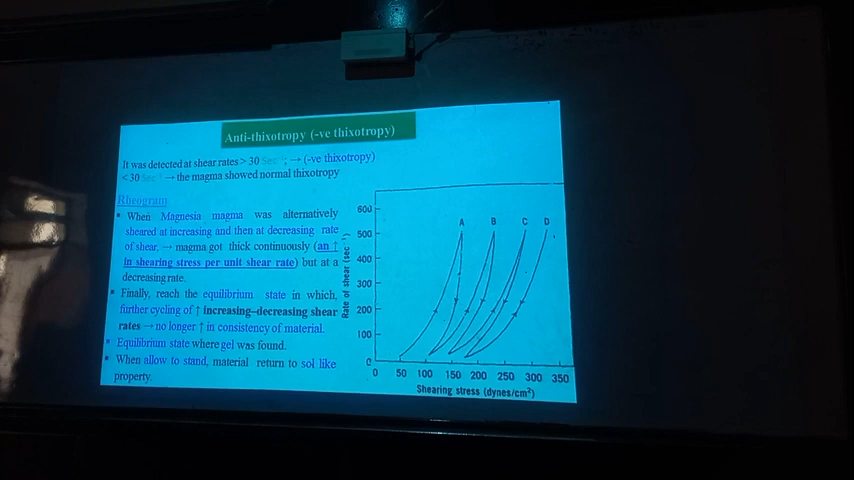 Anti-thixotropy (-ve thixotropy)
It was detected at shear rates > 30 Sec⁻¹; → (-ve thixotropy)
< 30 Sec⁻¹ → the magma showed normal thixotropy
Rheogram
▪ When Magnesia magma was alternatively
sheared at increasing and then at decreasing rate
of shear, → magma got thick continuously (an ↑
in shearing stress per unit shear rate) but at a
decreasing rate.
▪ Finally, reach the equilibrium state in which,
further cycling of ↑ increasing–decreasing shear
rates → no longer ↑ in consistency of material.
▪ Equilibrium state where gel was found.
▪ When allow to stand, material return to sol like
property.
Rate of shear (sec⁻¹)
600
500
400
300
200
100
0
A B C D
0 50 100 150 200 250 300 350
Shearing stress (dynes/cm²)